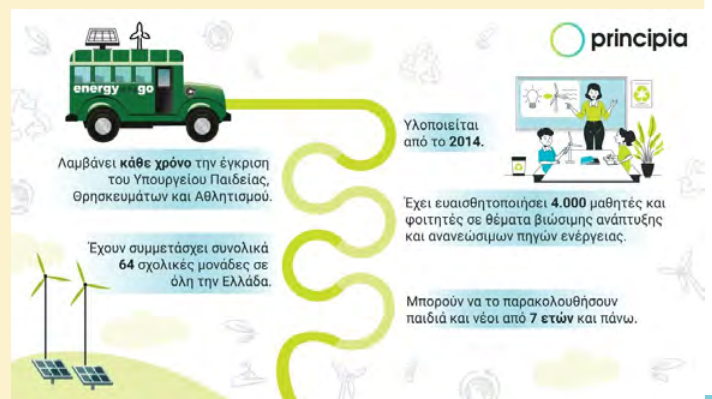 principia
energy go
Υλοποιείται
από το 2014.
Λαμβάνει κάθε χρόνο την έγκριση
του Υπουργείου Παιδείας,
Θρησκευμάτων και Αθλητισμού.
Έχει ευαισθητοποιήσει 4.000 μαθητές και
φοιτητές σε θέματα βιώσιμης ανάπτυξης
και ανανεώσιμων πηγών ενέργειας.
Έχουν συμμετάσχει συνολικά
64 σχολικές μονάδες σε
όλη την Ελλάδα.
Μπορούν να το παρακολουθήσουν
παιδιά και νέοι από 7 ετών και πάνω.